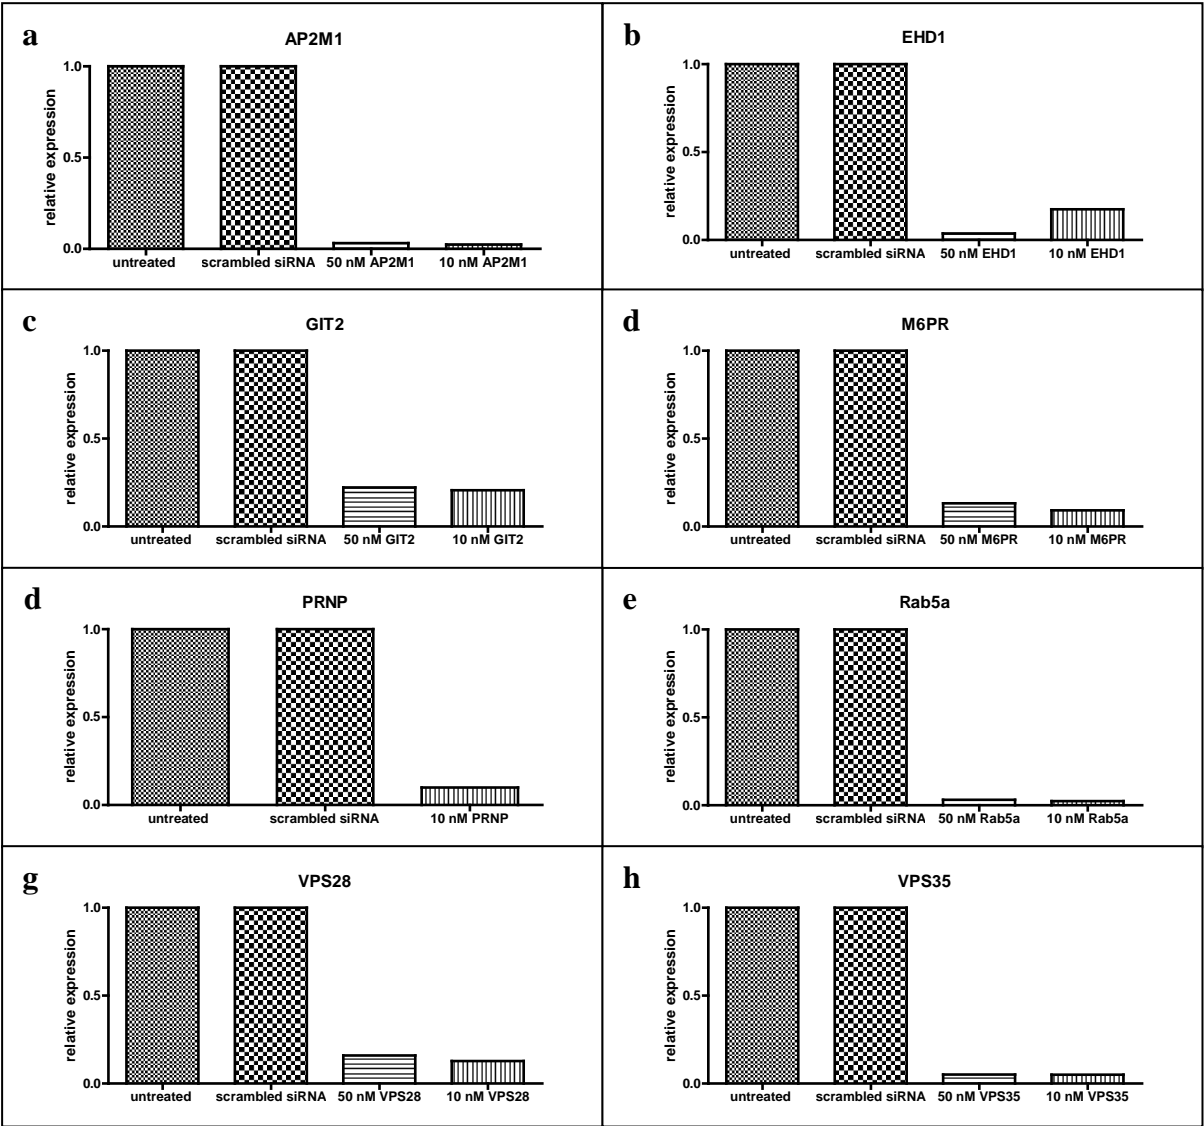 a
AP2M1
relative expression
1.0
0.5
0.0
untreated scrambled siRNA 50 nM AP2M1 10 nM AP2M1
b
EHD1
relative expression
1.0
0.5
0.0
untreated scrambled siRNA 50 nM EHD1 10 nM EHD1
c
GIT2
relative expression
1.0
0.5
0.0
untreated scrambled siRNA 50 nM GIT2 10 nM GIT2
d
M6PR
relative expression
1.0
0.5
0.0
untreated scrambled siRNA 50 nM M6PR 10 nM M6PR
d
PRNP
relative expression
1.0
0.5
0.0
untreated scrambled siRNA 10 nM PRNP
e
Rab5a
relative expression
1.0
0.5
0.0
untreated scrambled siRNA 50 nM Rab5a 10 nM Rab5a
g
VPS28
relative expression
1.0
0.5
0.0
untreated scrambled siRNA 50 nM VPS28 10 nM VPS28
h
VPS35
relative expression
1.0
0.5
0.0
untreated scrambled siRNA 50 nM VPS35 10 nM VPS35